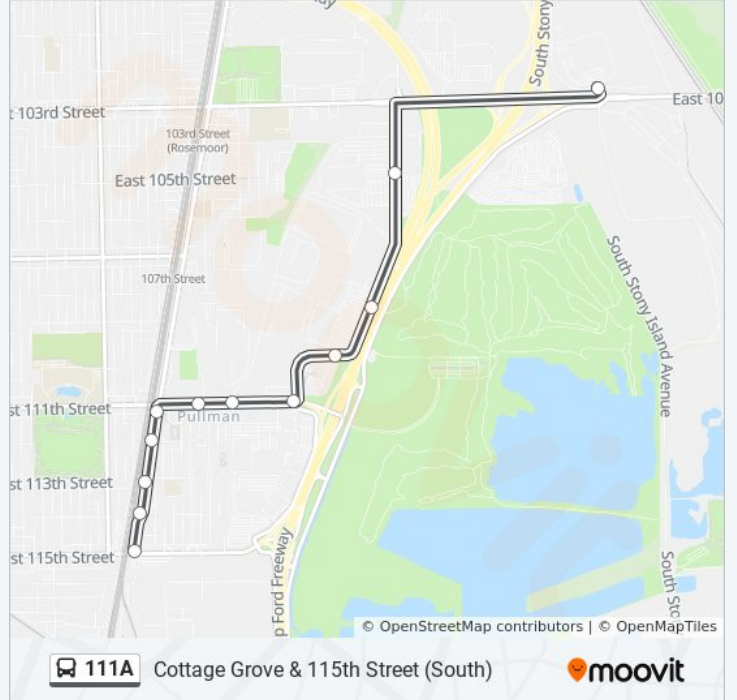 y
South Stony
t 103rd Street
East 10
103rd Street
(Rosemoor)
East 105th Street
107th Street
South Stony Island Avenue
st 111th Street
Pullman
st 113th Street
st 115th Street
p Ford Freeway
South Sto
© OpenStreetMap contributors | © OpenMapTiles
111A Cottage Grove & 115th Street (South)
moovit